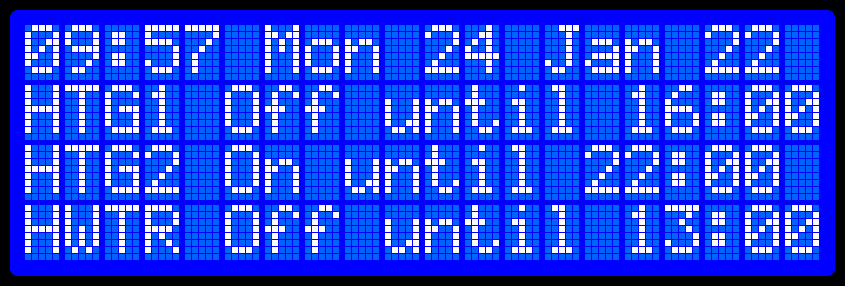 09:57 Mon 24 Jan 22
HTG1 Off until 16:00
HTG2 On until 22:00
HWTR Off until 13:00